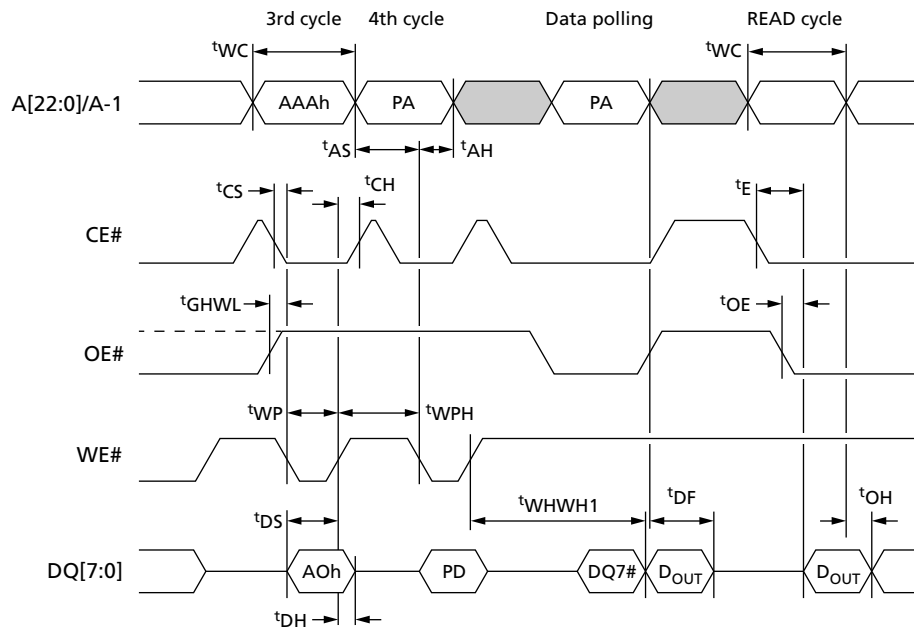 3rd cycle 4th cycle Data polling READ cycle
tWC tWC
A[22:0]/A-1 AAAh PA PA
tAS tAH
tCS tCH tE
CE#
tGHWL tOE
OE#
tWP tWPH
WE#
tWHWH1 tDF tOH
tDS
DQ[7:0] AOh PD DQ7# DOUT DOUT
tDH